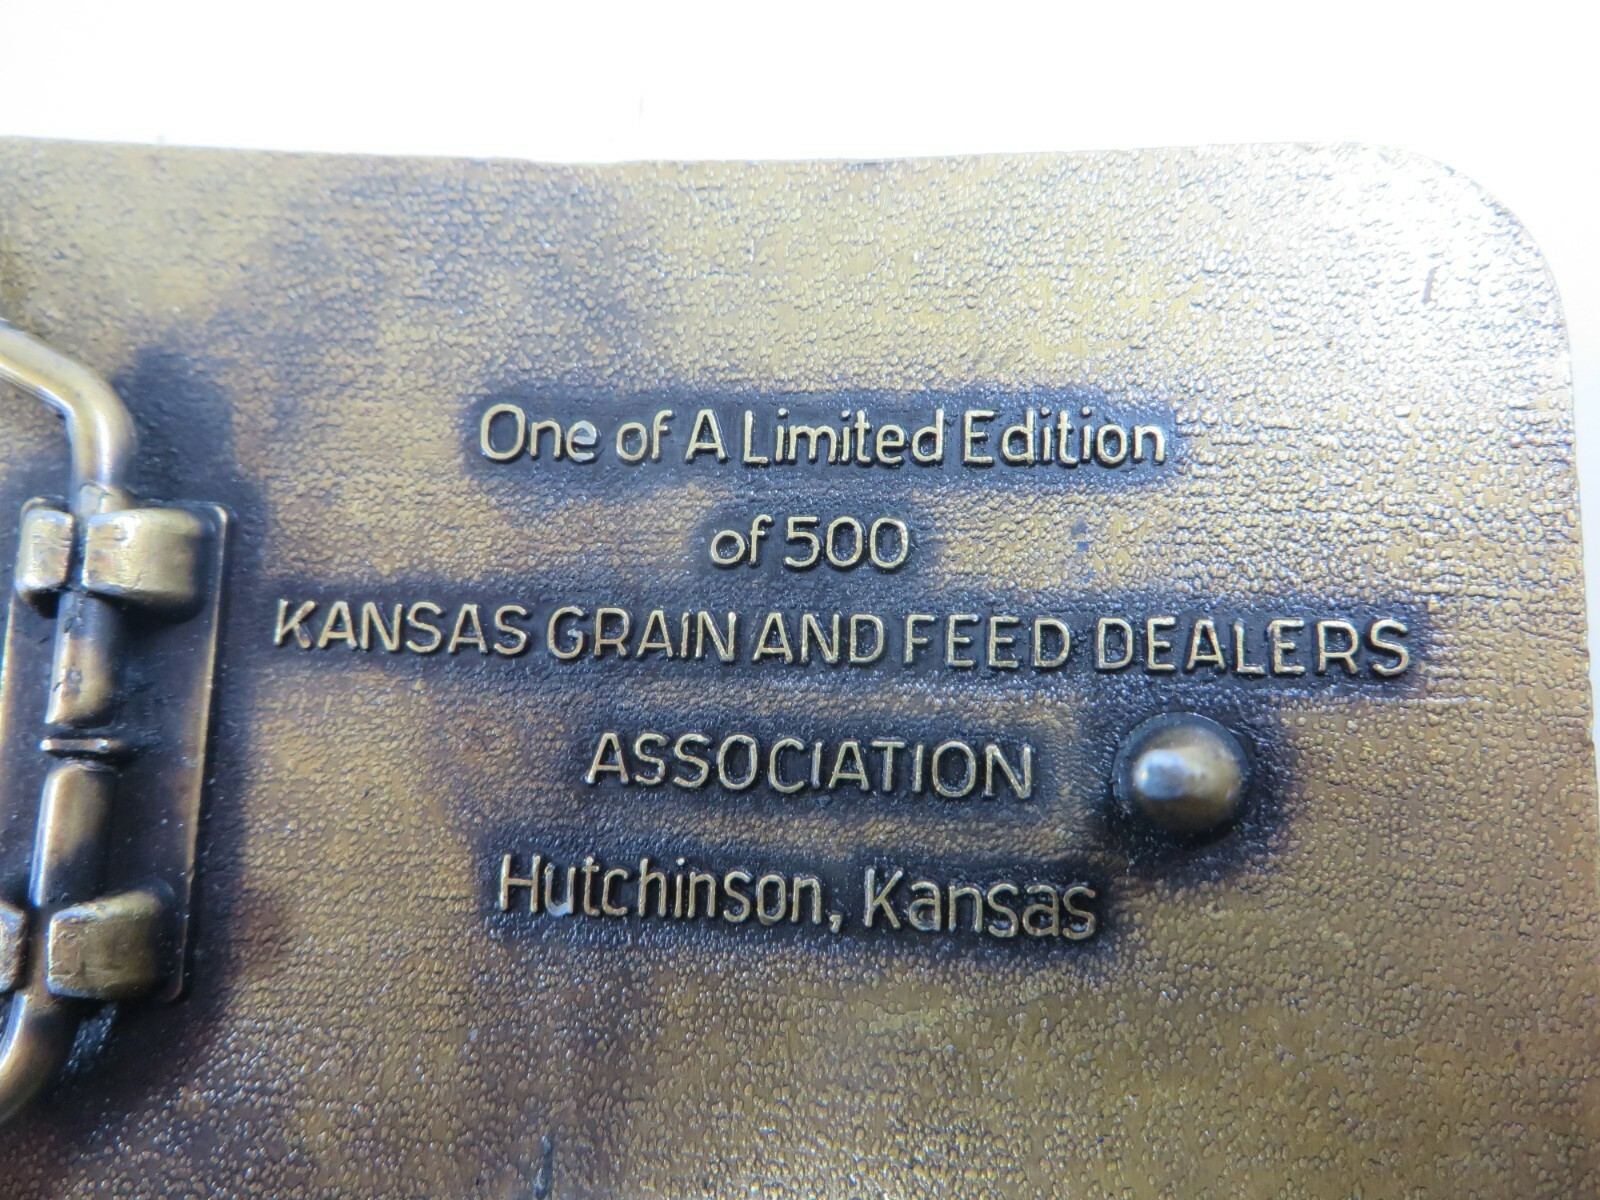 One of A Limited Edition
of 500
KANSAS GRAIN AND FEED DEALERS
ASSOCIATION
Hutchinson, Kansas